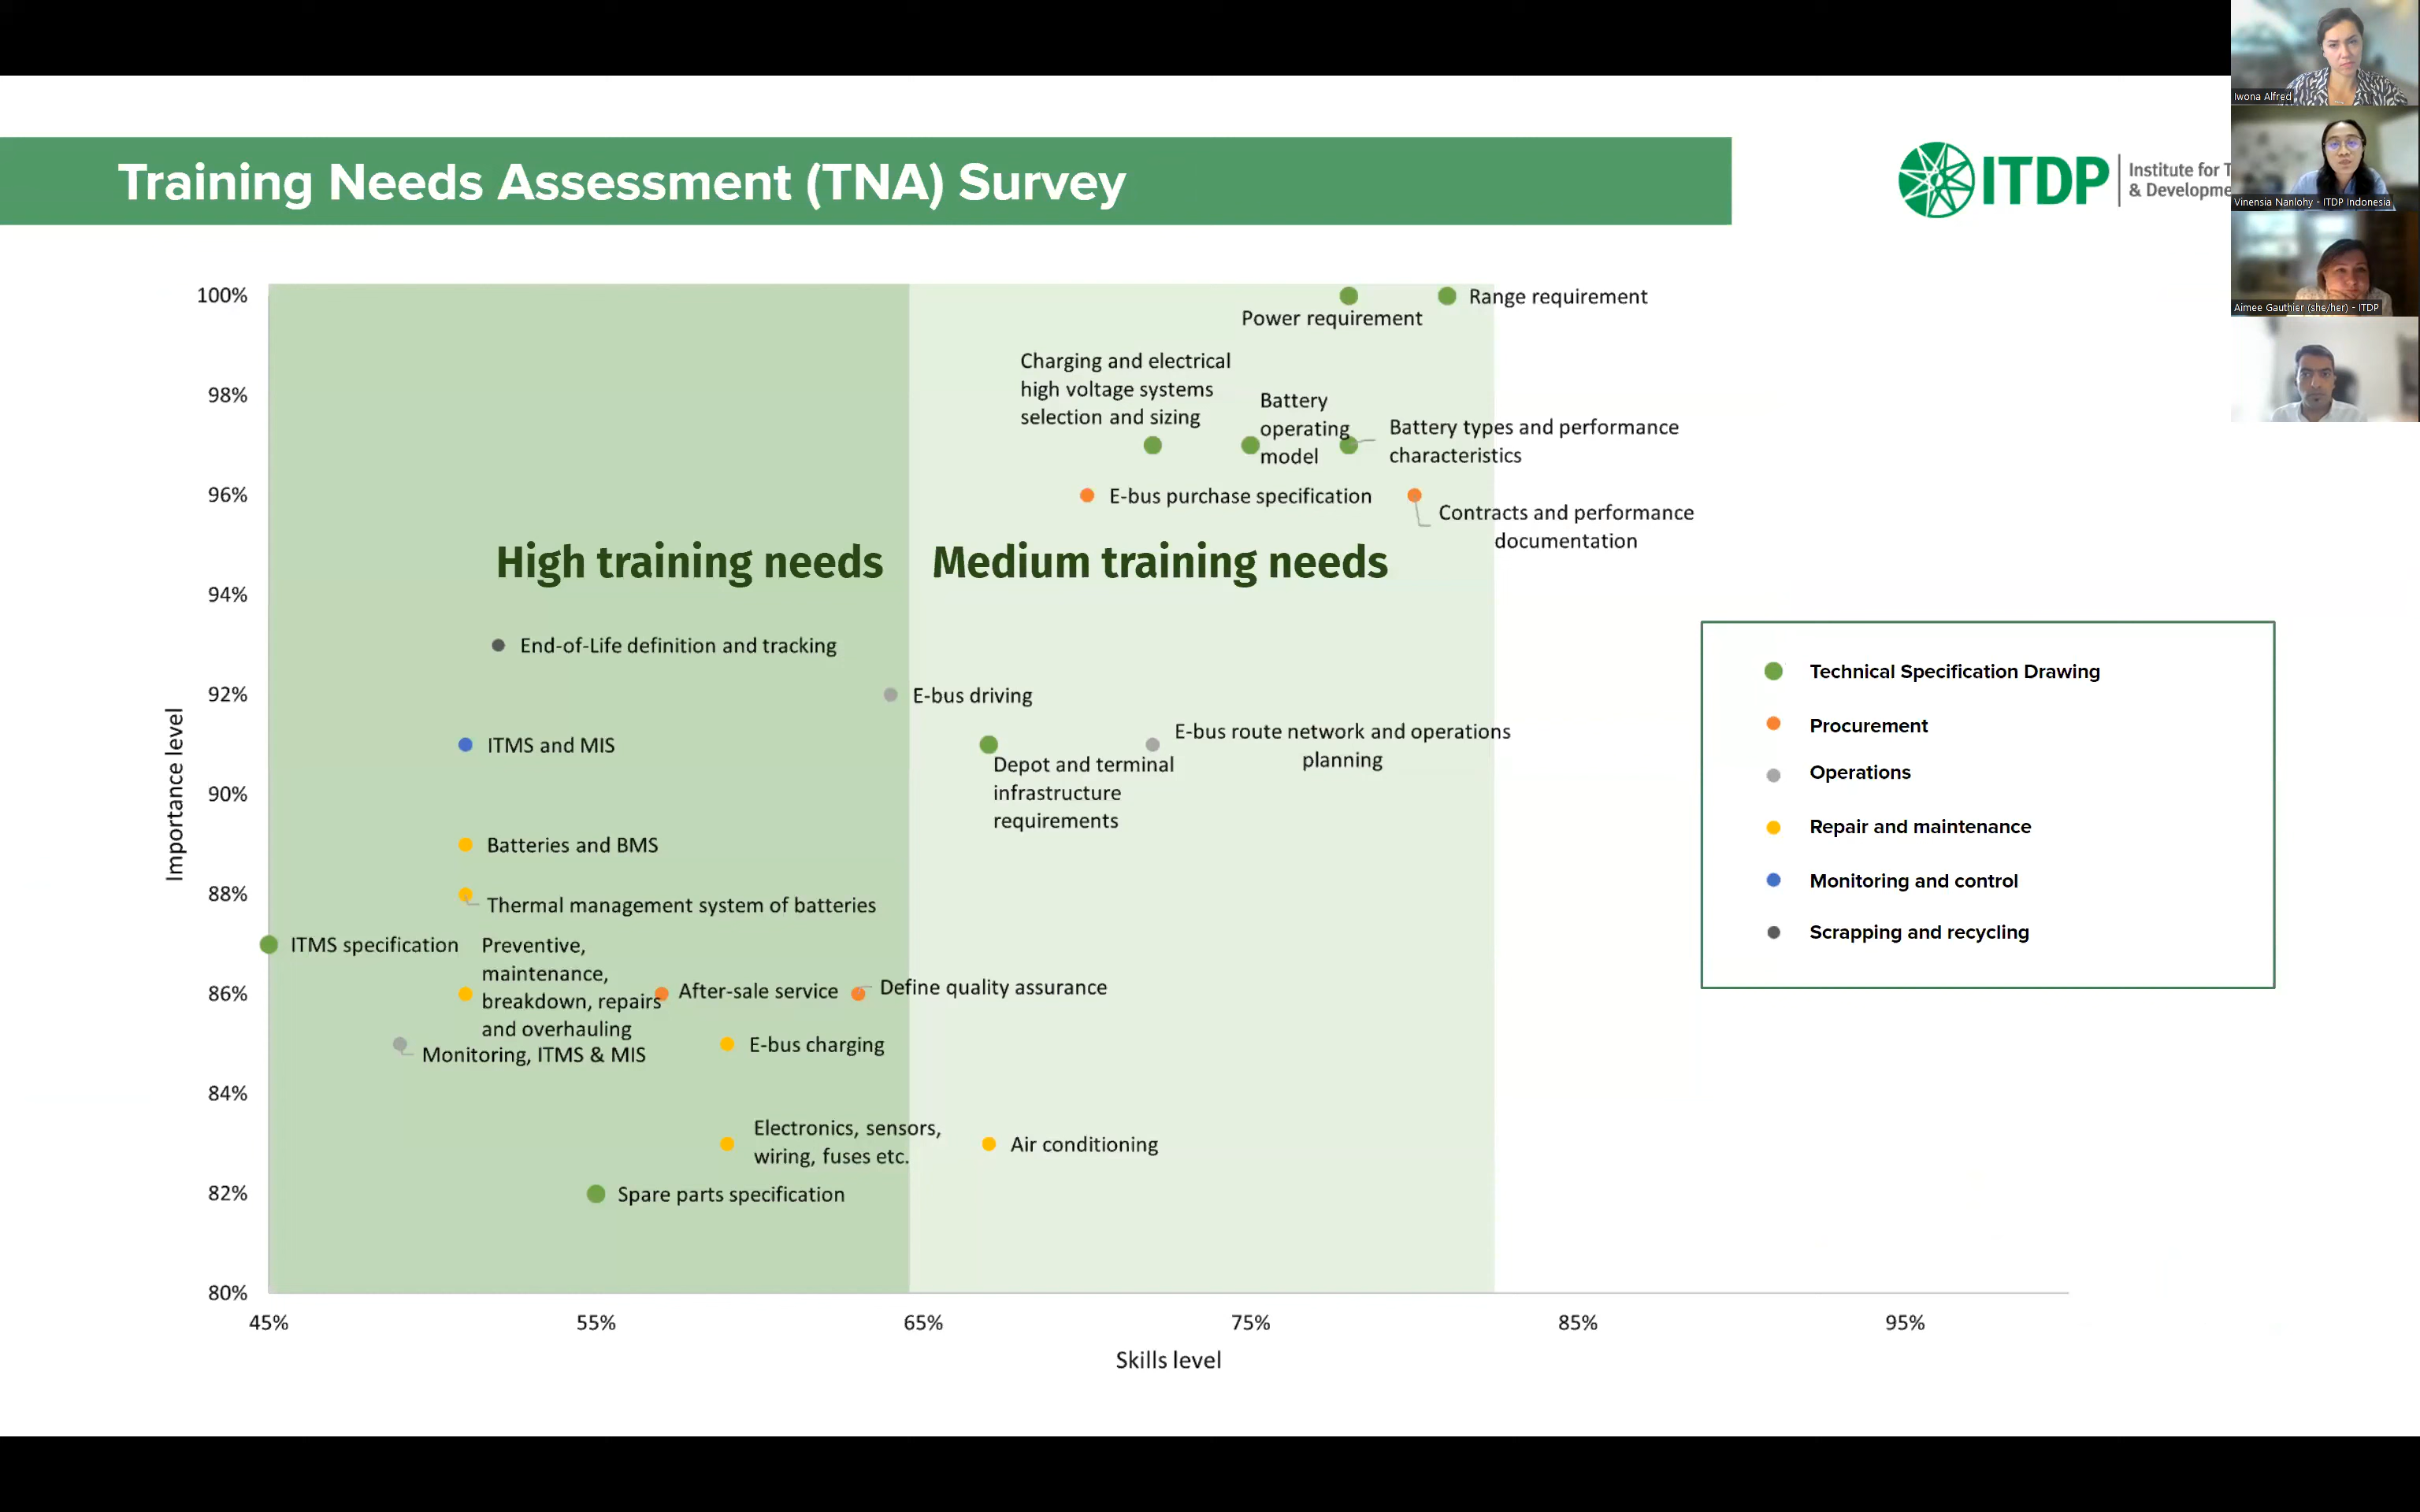 Training Needs Assessment (TNA) Survey
ITDP
Institute for T
& Developme
Iwona Alfred
Vinensia Nanlohy - ITDP Indonesia
Aimee Gauthier (she/her) - ITDP
100%
98%
96%
94%
92%
90%
88%
86%
84%
82%
80%
Importance level
Power requirement
Range requirement
Charging and electrical
high voltage systems
selection and sizing
Battery
operating
model
Battery types and performance
characteristics
E-bus purchase specification
Contracts and performance
documentation
High training needs
Medium training needs
End-of-Life definition and tracking
E-bus driving
ITMS and MIS
E-bus route network and operations
planning
Depot and terminal
infrastructure
requirements
Batteries and BMS
Thermal management system of batteries
ITMS specification
Preventive,
maintenance,
breakdown, repairs
and overhauling
After-sale service
Define quality assurance
Monitoring, ITMS & MIS
E-bus charging
Electronics, sensors,
wiring, fuses etc.
Air conditioning
Spare parts specification
45%
55%
65%
75%
85%
95%
Skills level
Technical Specification Drawing
Procurement
Operations
Repair and maintenance
Monitoring and control
Scrapping and recycling